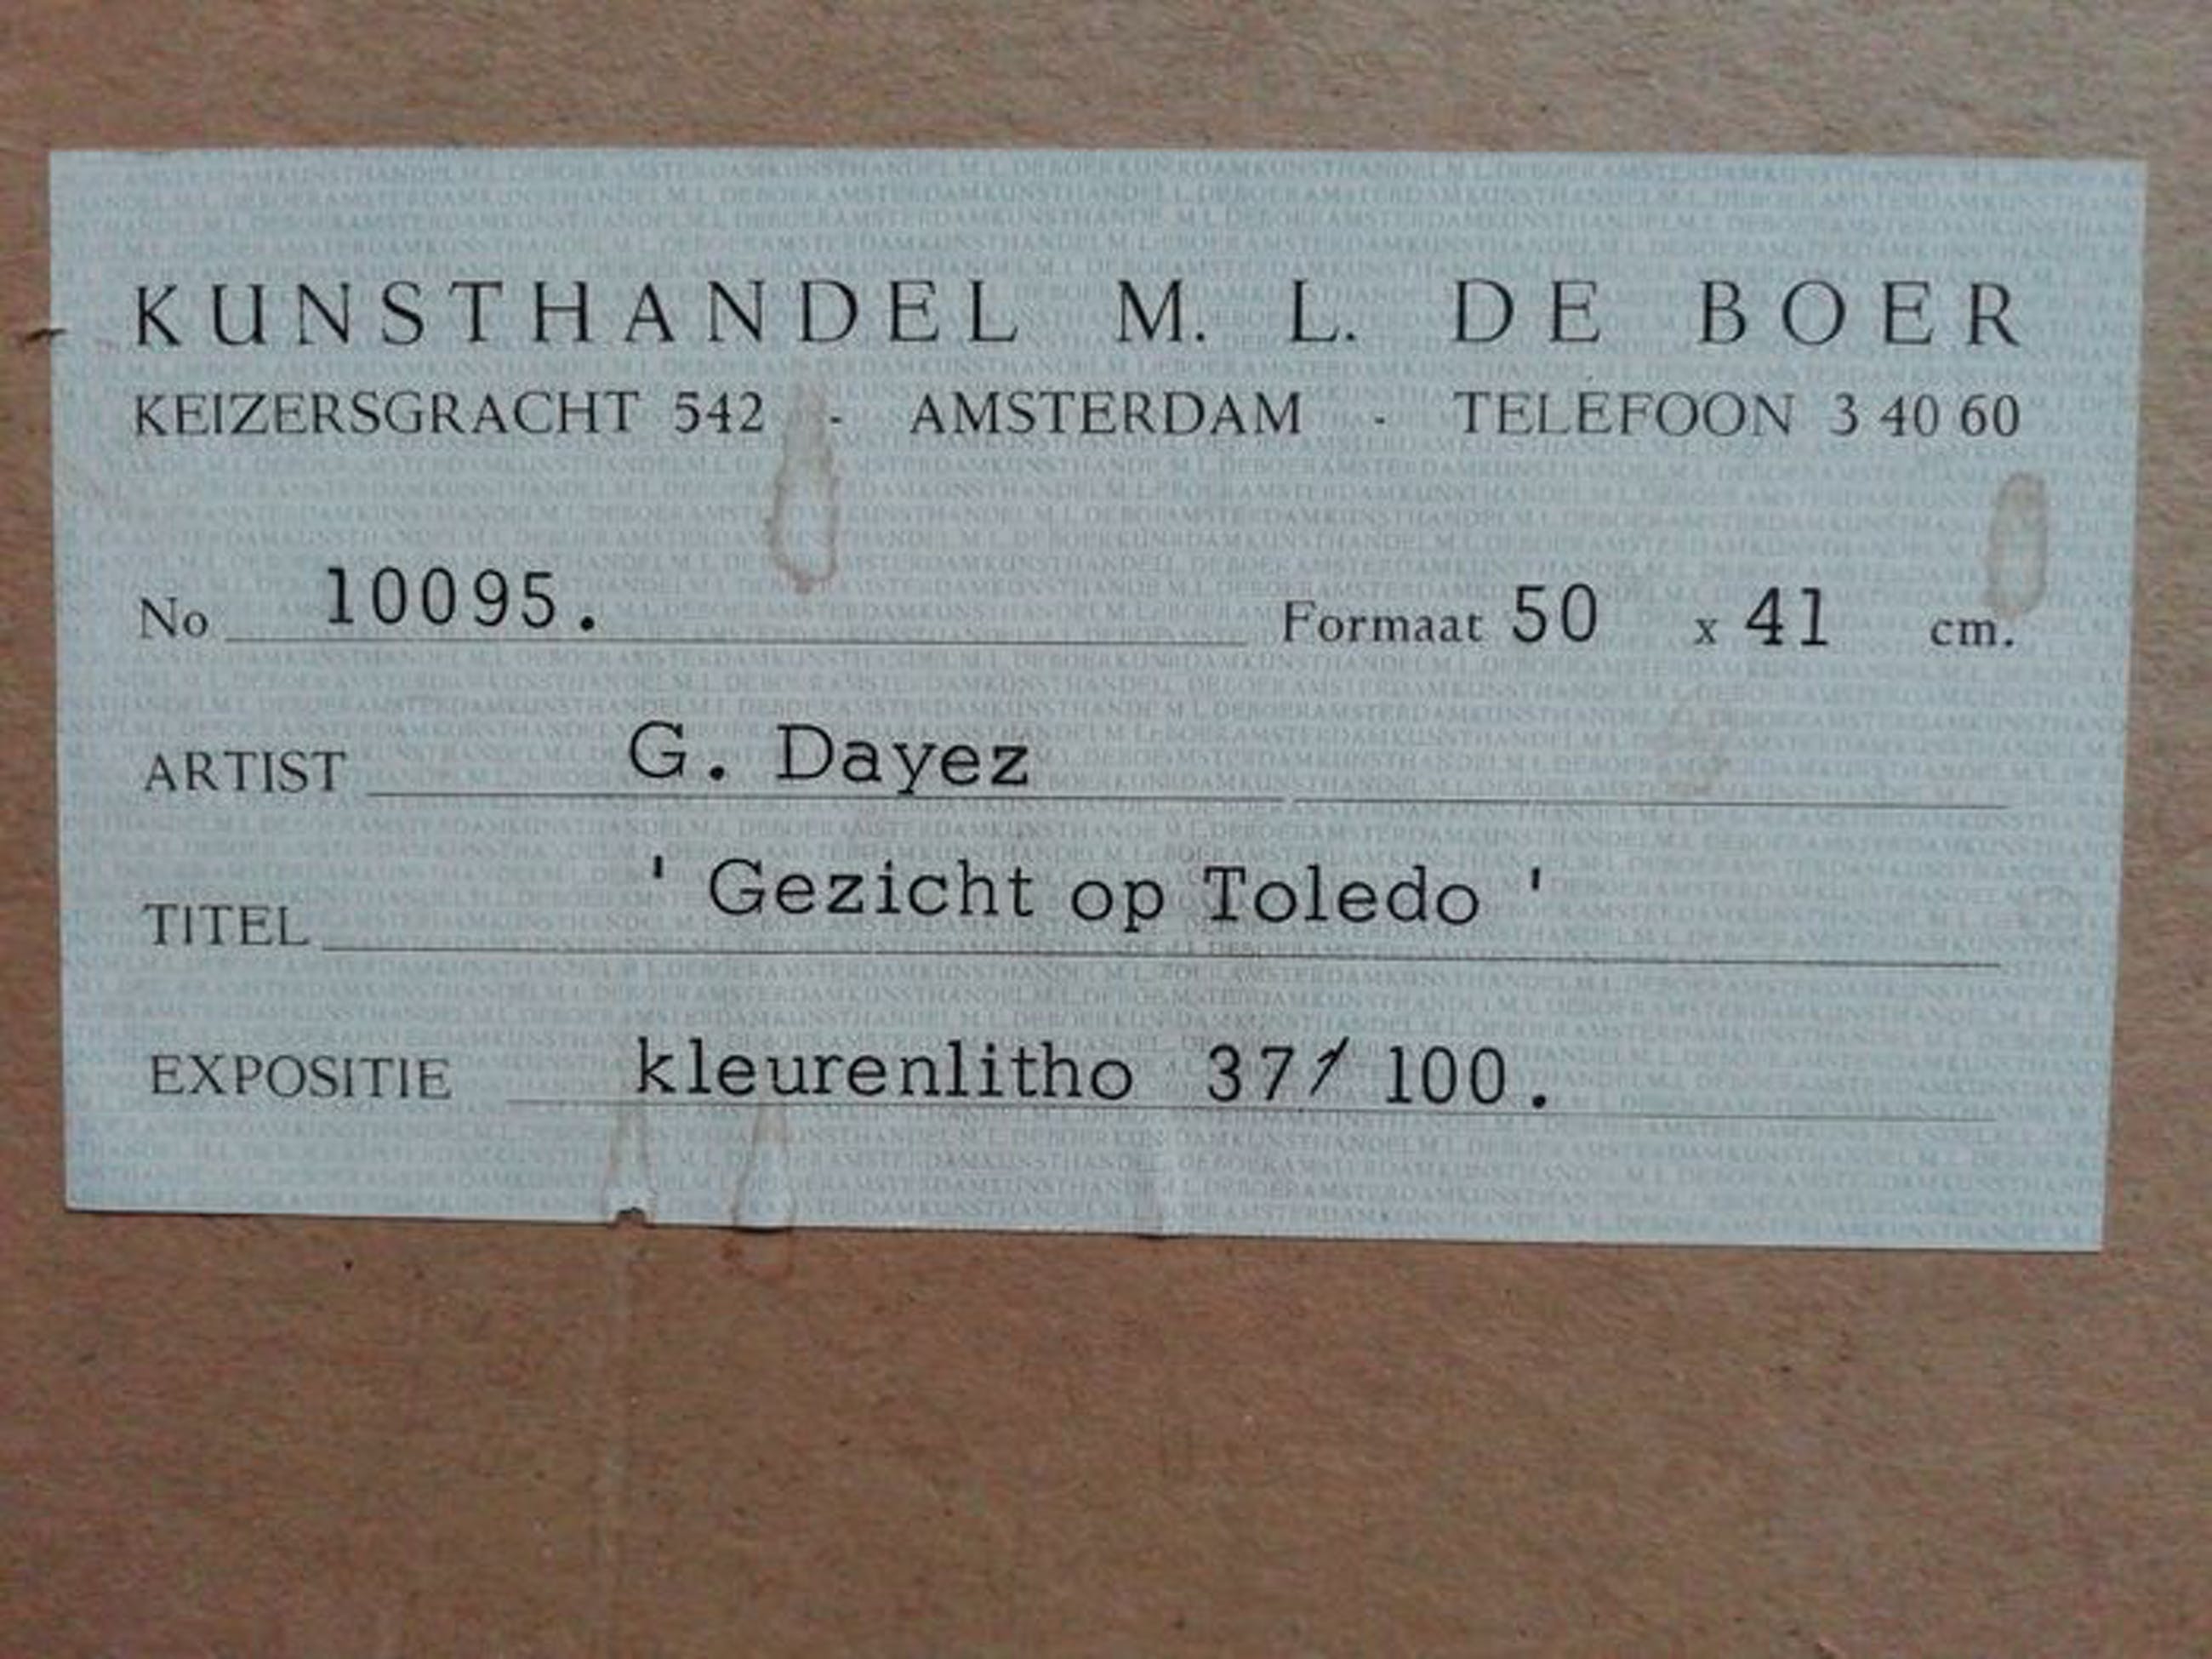 KUNSTHANDEL M. L. DE BOER
KEIZERSGRACHT 542 - AMSTERDAM - TELEFOON 3 40 60
No 10095. Formaat 50 x 41 cm.
ARTIST G. Dayez
TITEL ' Gezicht op Toledo '
EXPOSITIE kleurenlitho 37/ 100.